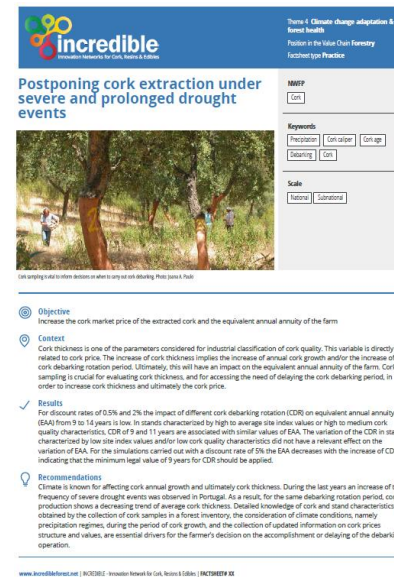 incredible
Innovation Networks for Cork, Resins & Edibles
Theme 4 Climate change adaptation &
forest health
Position in the Value Chain Forestry
Factsheet type Practice
Postponing cork extraction under
severe and prolonged drought
events
NWFP
Cork
Keywords
Precipitation Cork caliper Cork age
Debarking Cork
Scale
National Subnational
Cork sampling is vital to inform decisions on when to carry out cork debarking. Photo: Joana A. Paulo
Objective
Increase the cork market price of the extracted cork and the equivalent annual annuity of the farm
Context
Cork thickness is one of the parameters considered for industrial classification of cork quality. This variable is directly
related to cork price. The increase of cork thickness implies the increase of annual cork growth and/or the increase of
cork debarking rotation period. Ultimately, this will have an impact on the equivalent annual annuity of the farm. Cork
sampling is crucial for evaluating cork thickness, and for accessing the need of delaying the cork debarking period, in
order to increase cork thickness and ultimately the cork price.
Results
For discount rates of 0.5% and 2% the impact of different cork debarking rotation (CDR) on equivalent annual annuity
(EAA) from 9 to 14 years is low. In stands characterized by high to average site index values or high to medium cork
quality characteristics, CDR of 9 and 11 years are associated with similar values of EAA. The variation of the CDR in sta
characterized by low site index values and/or low cork quality characteristics did not have a relevant effect on the
variation of EAA. For the simulations carried out with a discount rate of 5% the EAA decreases with the increase of CD
indicating that the minimum legal value of 9 years for CDR should be applied.
Recommendations
Climate is known for affecting cork annual growth and ultimately cork thickness. During the last years an increase of t
frequency of severe drought events was observed in Portugal. As a result, for the same debarking rotation period, co
production shows a decreasing trend of average cork thickness. Detailed knowledge of cork and stand characteristics
obtained by the collection of cork samples in a forest inventory, the consideration of climate conditions, namely
precipitation regimes, during the period of cork growth, and the collection of updated information on cork prices
structure and values, are essential drivers for the farmer's decision on the accomplishment or delaying of the debarki
operation.
www.incredibleforest.net | INCREDIBLE - Innovation Network for Cork, Resins & Edibles | FACTSHEET# XX